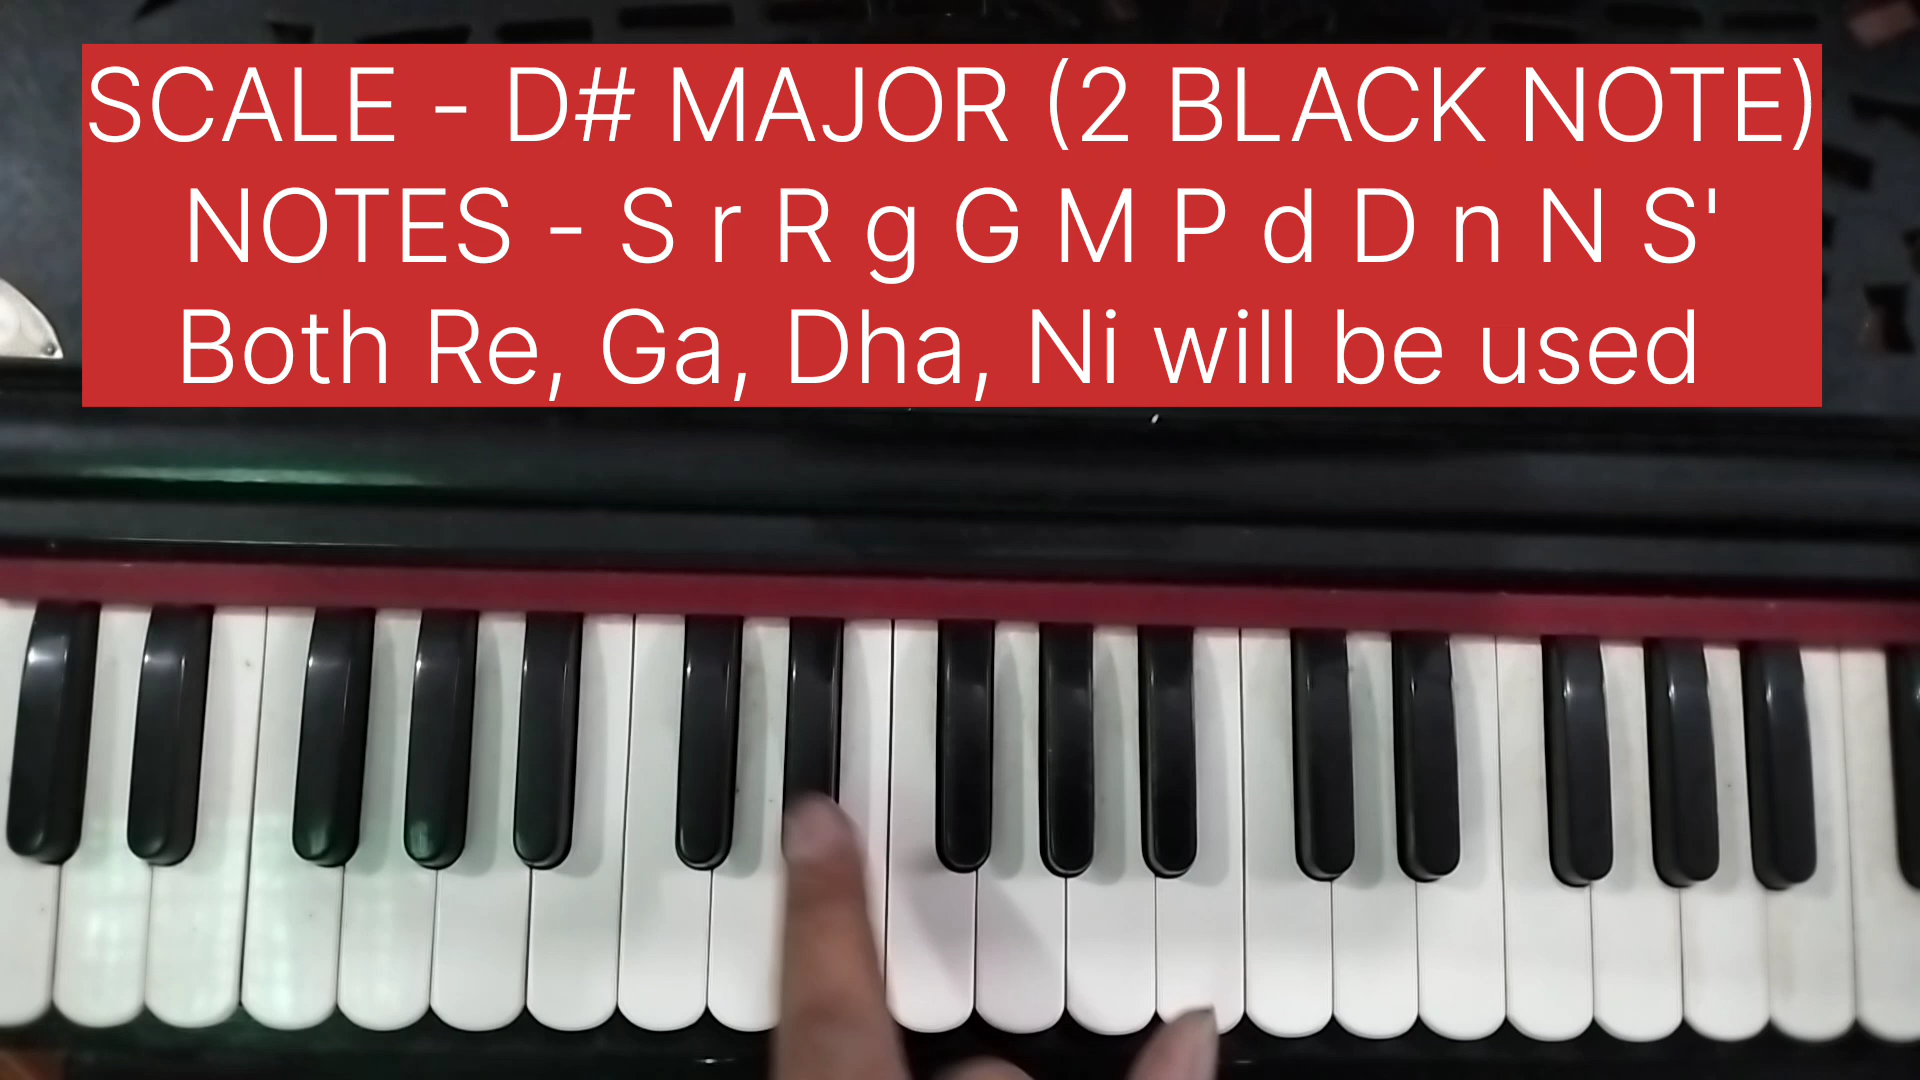 SCALE - D# MAJOR (2 BLACK NOTE)
NOTES - S r R g G M P d D n N S'
Both Re, Ga, Dha, Ni will be used